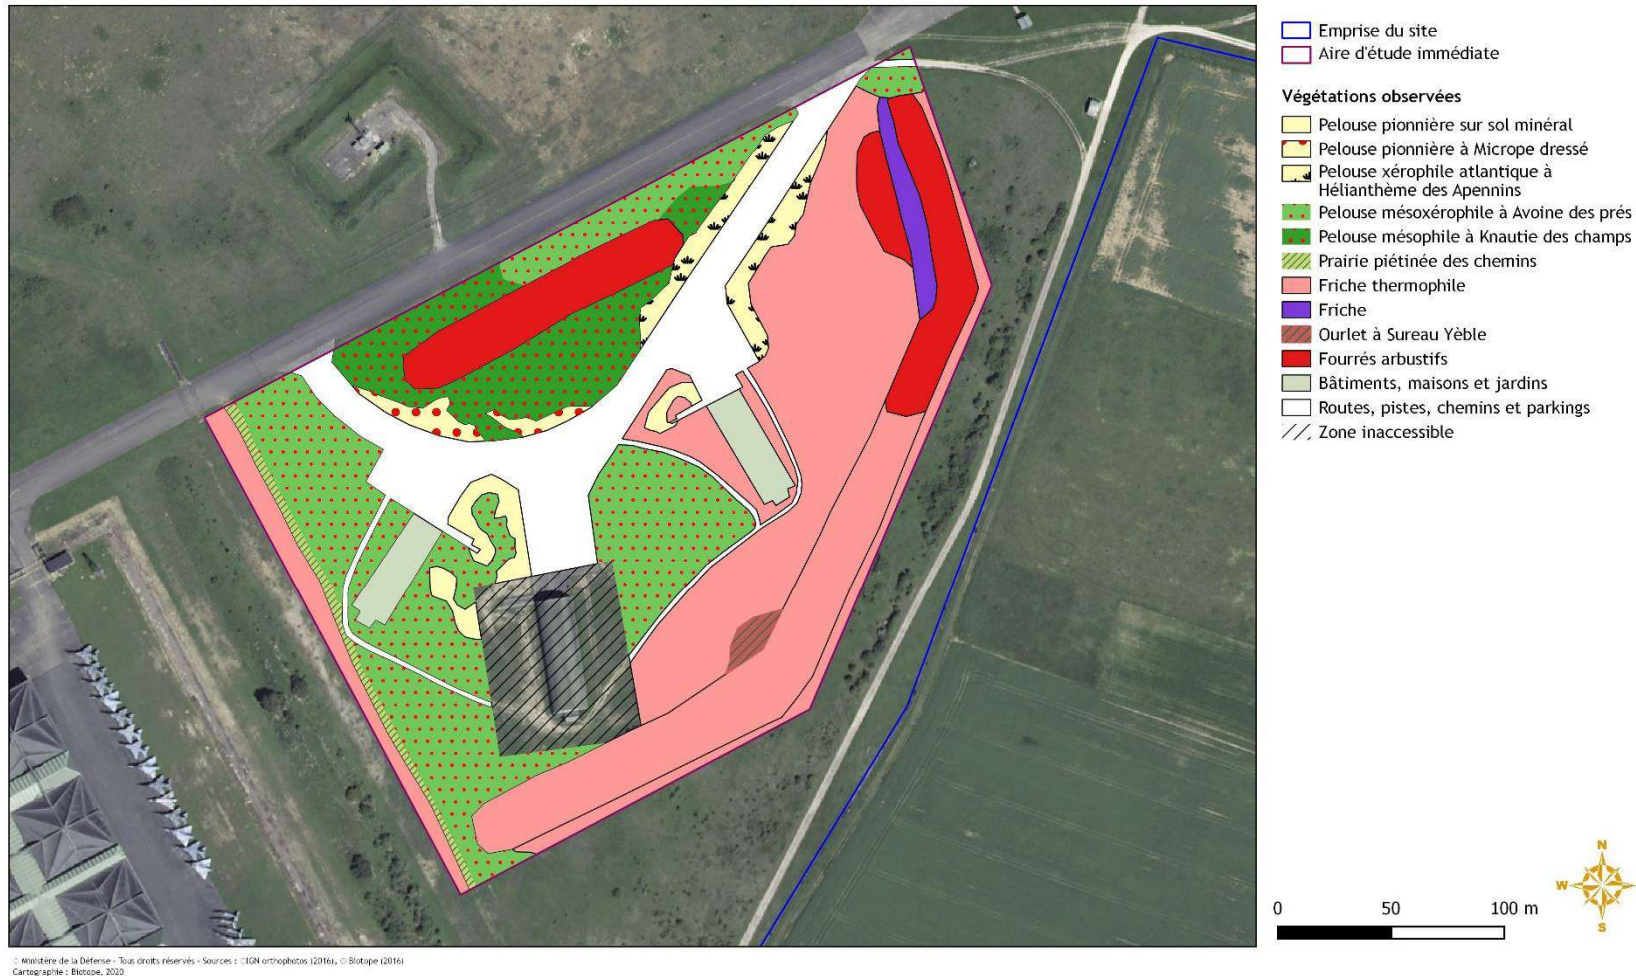 Emprise du site
Aire d'étude immédiate
Végétations observées
Pelouse pionnière sur sol minéral
Pelouse pionnière à Micrope dressé
Pelouse xérophile atlantique à
Hélianthème des Apennins
Pelouse mésoxérophile à Avoine des prés
Pelouse mésophile à Knautie des champs
Prairie piétinée des chemins
Friche thermophile
Friche
Ourlet à Sureau Yèble
Fourrés arbustifs
Bâtiments, maisons et jardins
Routes, pistes, chemins et parkings
Zone inaccessible
N
W E
S
0 50 100 m
© Ministère de la Défense - Tous droits réservés - Sources : ©IGN orthophotos (2016), © Biotope (2016)
Cartographie : Biotope, 2020